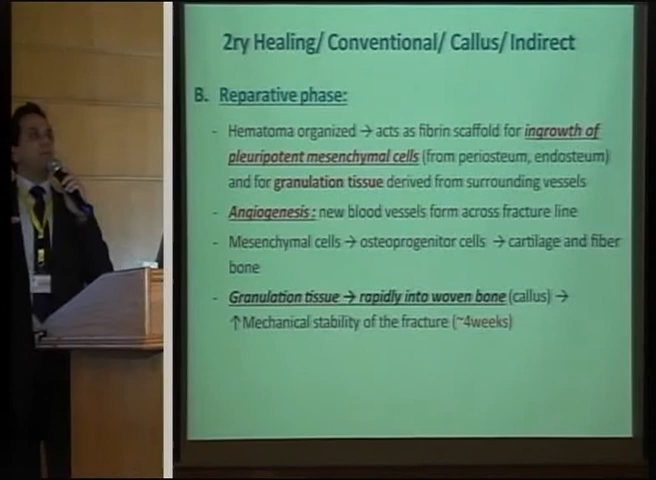 2ry Healing/ Conventional/ Callus/ Indirect
B. Reparative phase:
- Hematoma organized → acts as fibrin scaffold for ingrowth of
pleuripotent mesenchymal cells (from periosteum, endosteum)
and for granulation tissue derived from surrounding vessels
- Angiogenesis: new blood vessels form across fracture line
- Mesenchymal cells → osteoprogenitor cells → cartilage and fiber
bone
- Granulation tissue → rapidly into woven bone (callus) →
↑Mechanical stability of the fracture (~4weeks)